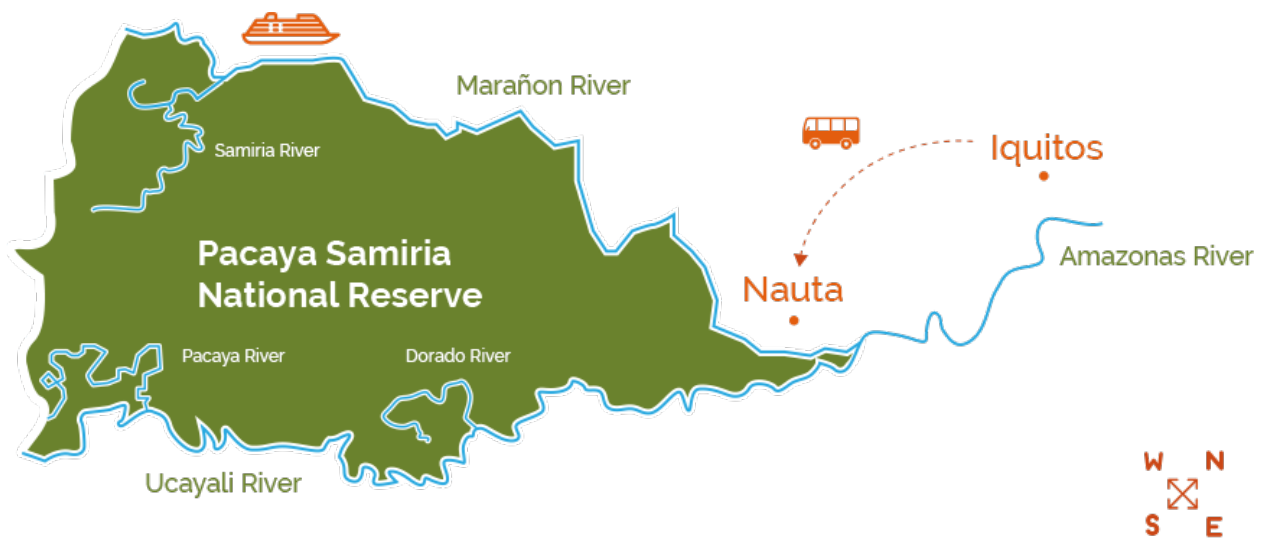 Marañon River
Samiria River
Iquitos
Pacaya Samiria
National Reserve
Amazonas River
Nauta
Pacaya River
Dorado River
Ucayali River
W N
S E